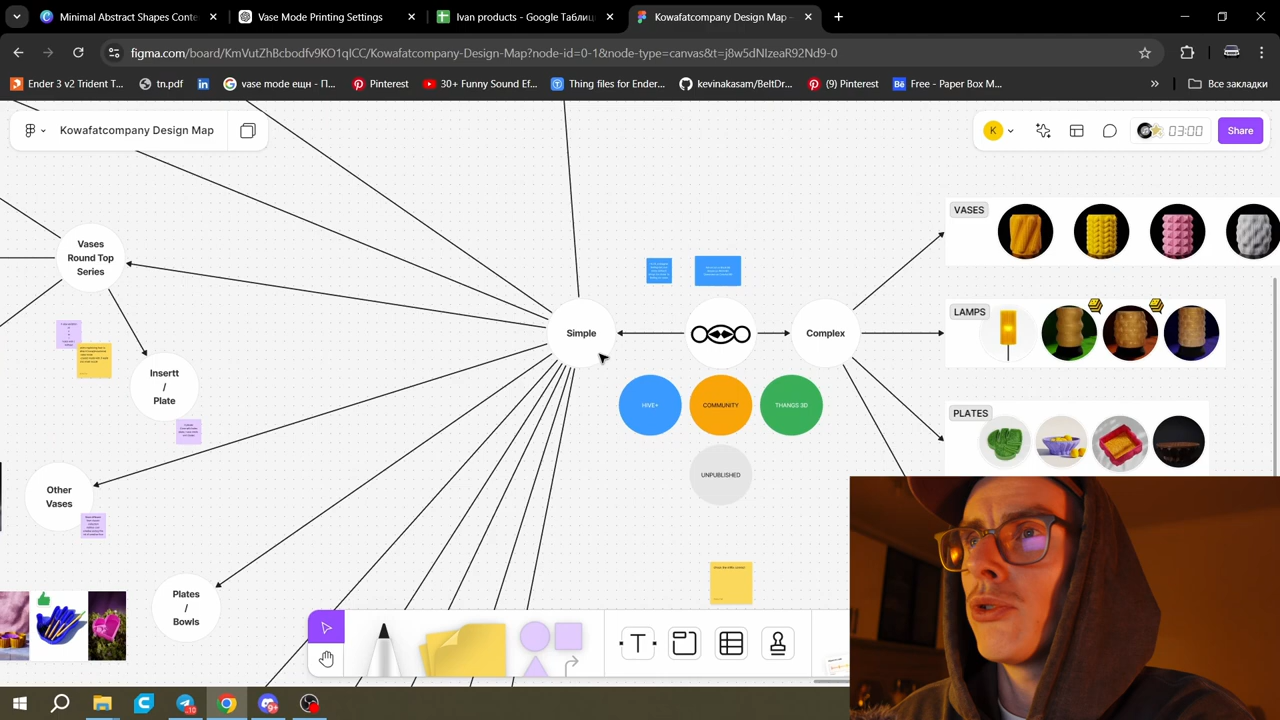 Minimal Abstract Shapes Conte
Vase Mode Printing Settings
Ivan products - Google Таблиц
Kowafatcompany Design Map –
figma.com/board/KmVutZhBcbodfv9KO1qlCC/Kowafatcompany-Design-Map?node-id=0-1&node-type=canvas&t=j8w5dNIzeaR92Nd9-0
Ender 3 v2 Trident T...
tn.pdf
vase mode ещн - П...
Pinterest
30+ Funny Sound Ef...
Thing files for Ender...
kevinakasam/BeltDr...
(9) Pinterest
Free - Paper Box M...
Все закладки
Kowafatcompany Design Map
K
03:00
Share
VASES
Vases
Round Top
Series
LAMPS
Simple
Complex
Insertt
/
Plate
HIVE+
COMMUNITY
THANGS 3D
PLATES
UNPUBLISHED
Other
Vases
Plates
/
Bowls